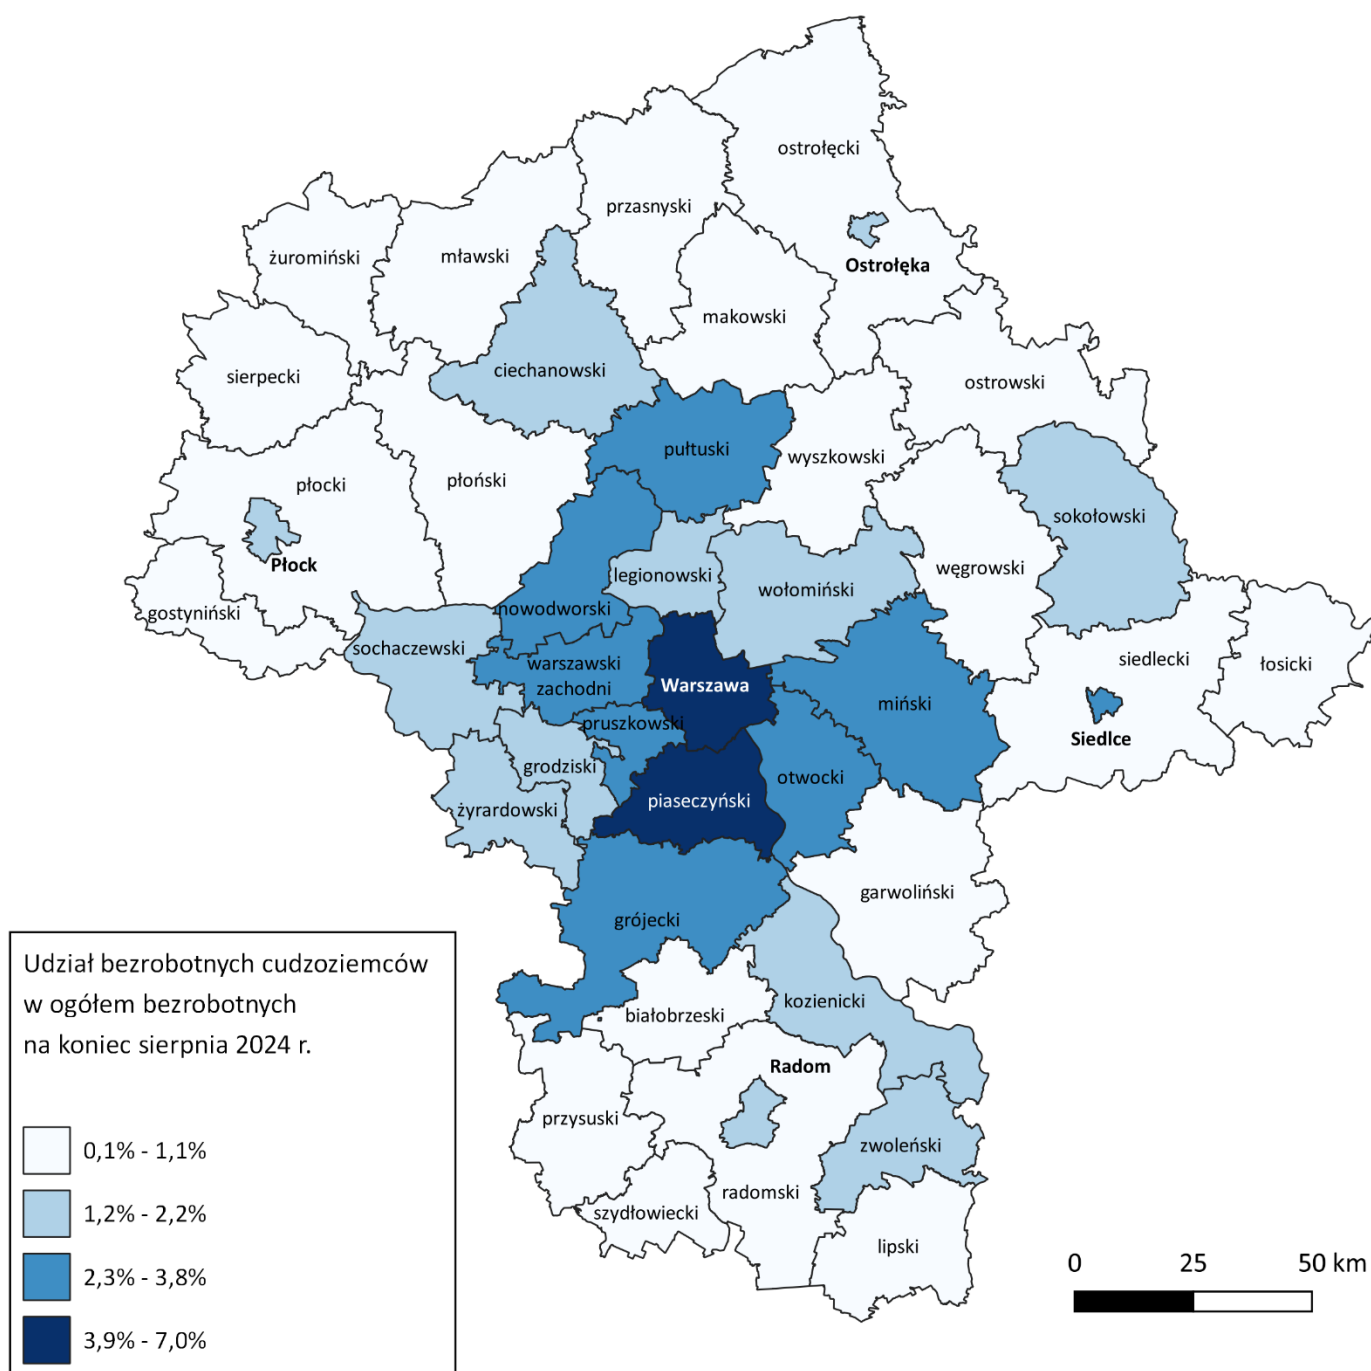 ostrołęcki
przasnyski
żuromiński
mławski
Ostrołęka
makowski
sierpecki
ciechanowski
ostrowski
pułtuski
wyszkowski
płocki
płoński
sokołowski
Płock
legionowski
wołomiński
węgrowski
gostyniński
nowodworski
sochaczewski
warszawski
zachodni
Warszawa
siedlecki
łosicki
miński
pruszkowski
Siedlce
grodziski
otwocki
żyrardowski
piaseczyński
garwoliński
grójecki
kozienicki
białobrzeski
Radom
przysuski
zwoleński
radomski
szydłowiecki
lipski
Udział bezrobotnych cudzoziemców
w ogółem bezrobotnych
na koniec sierpnia 2024 r.
0,1% - 1,1%
1,2% - 2,2%
2,3% - 3,8%
3,9% - 7,0%
0 25 50 km